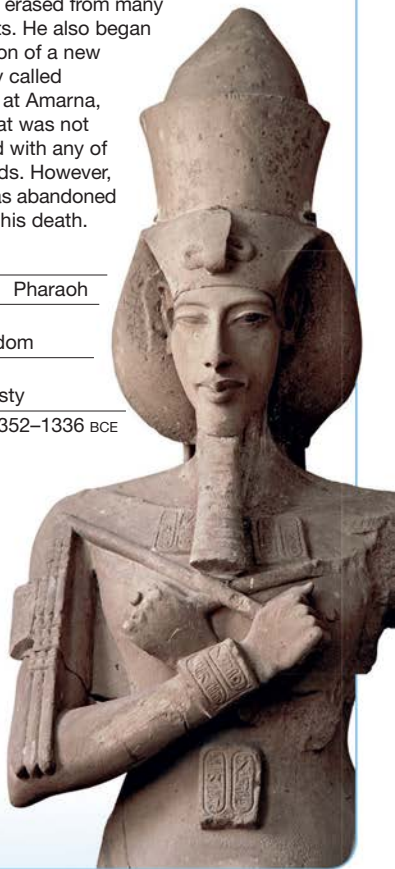 erased from many
ts. He also began
on of a new
y called
at Amarna,
at was not
d with any of
ds. However,
as abandoned
his death.
Pharaoh
dom
sty
352–1336 BCE